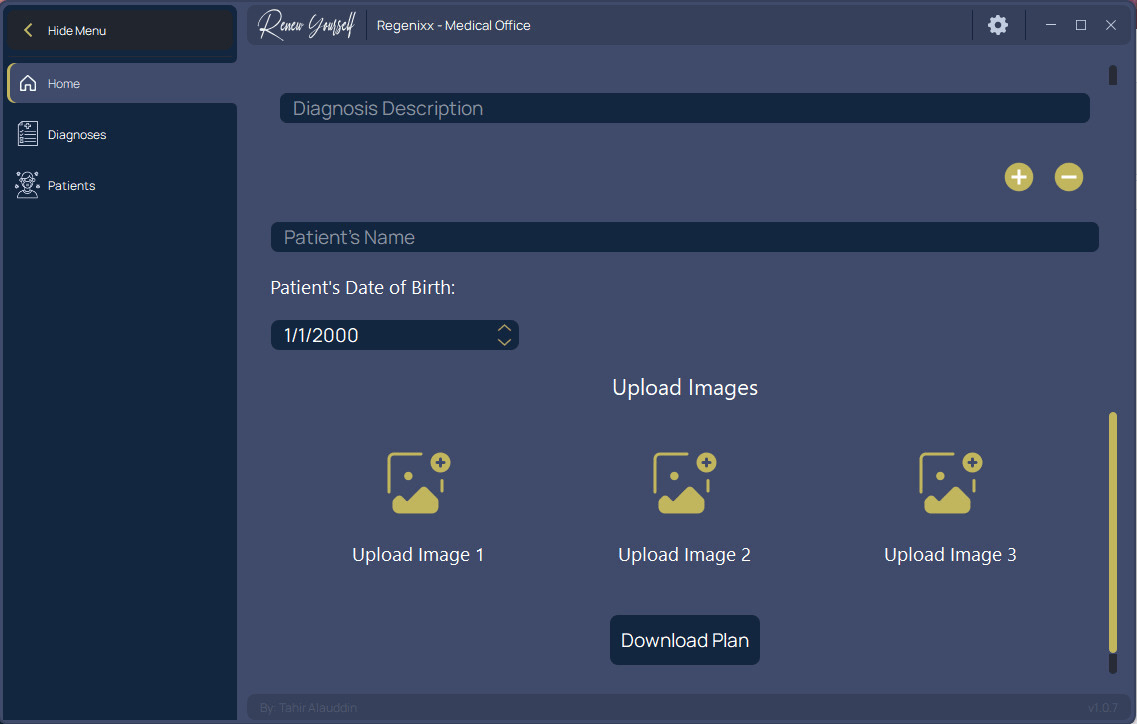 Hide Menu
Renew Yourself
Regenixx - Medical Office
Home
Diagnoses
Patients
Diagnosis Description
Patient's Name
Patient's Date of Birth:
1/1/2000
Upload Images
Upload Image 1
Upload Image 2
Upload Image 3
Download Plan
By: Tahir Alauddin
v1.0.7